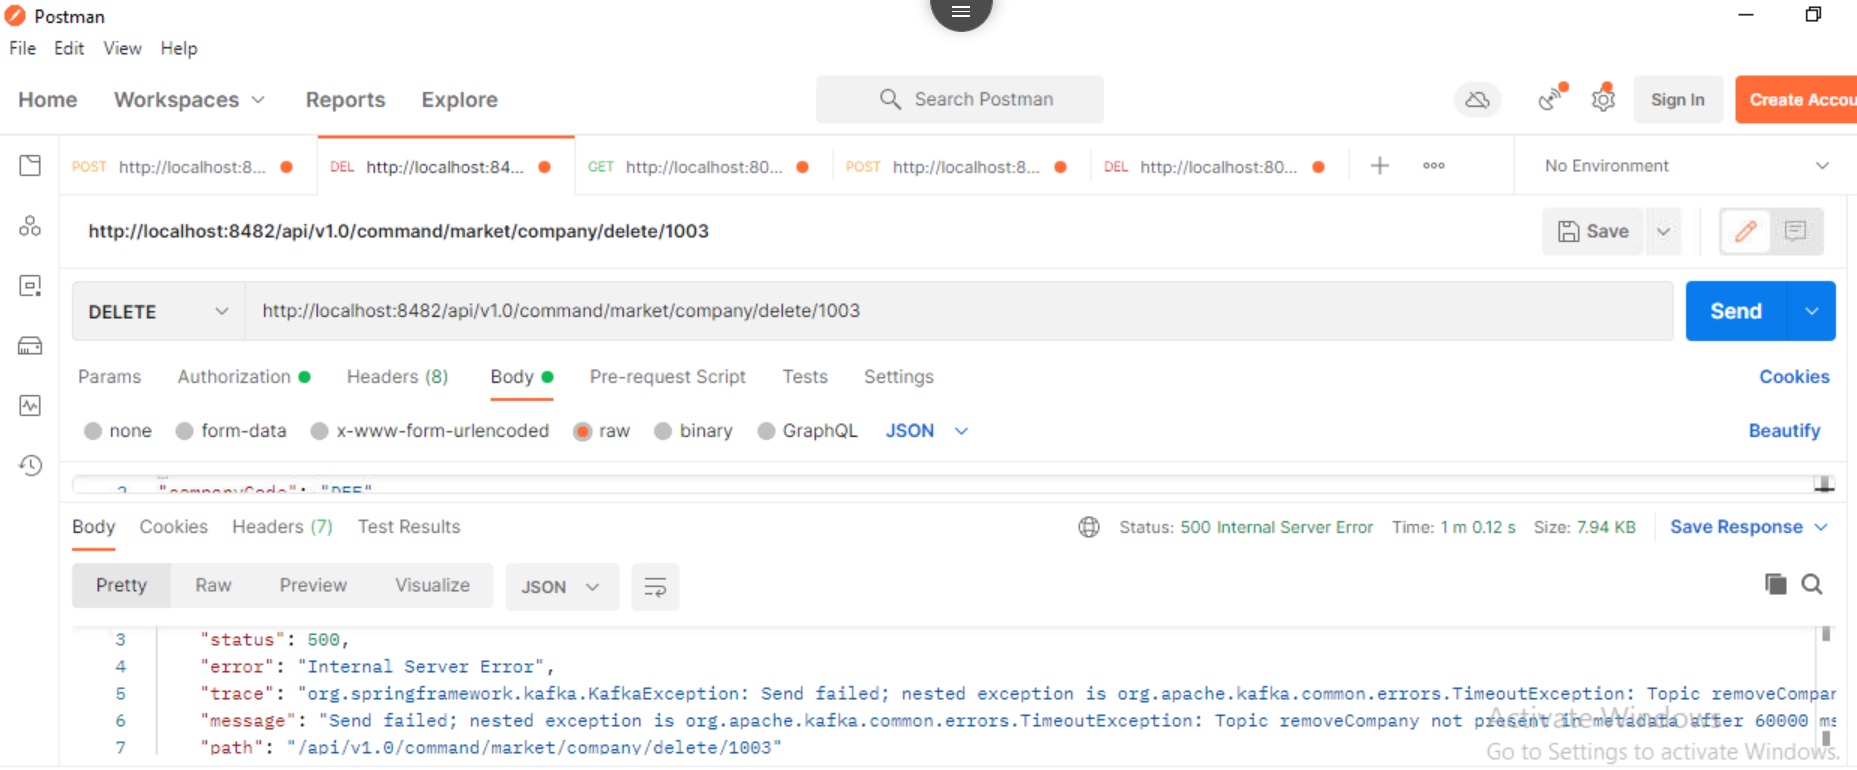 Postman
File Edit View Help
Home Workspaces Reports Explore Search Postman Sign In Create Accou
POST http://localhost:8... DEL http://localhost:84... GET http://localhost:80... POST http://localhost:8... DEL http://localhost:80... No Environment
http://localhost:8482/api/v1.0/command/market/company/delete/1003 Save
DELETE http://localhost:8482/api/v1.0/command/market/company/delete/1003 Send
Params Authorization Headers (8) Body Pre-request Script Tests Settings Cookies
none form-data x-www-form-urlencoded raw binary GraphQL JSON Beautify
2 "companyCode": "DEE"
Body Cookies Headers (7) Test Results Status: 500 Internal Server Error Time: 1 m 0.12 s Size: 7.94 KB Save Response
Pretty Raw Preview Visualize JSON
3 "status": 500,
4 "error": "Internal Server Error",
5 "trace": "org.springframework.kafka.KafkaException: Send failed; nested exception is org.apache.kafka.common.errors.TimeoutException: Topic removeCompan
6 "message": "Send failed; nested exception is org.apache.kafka.common.errors.TimeoutException: Topic removeCompany not present in metadata after 60000 ms
7 "path": "/api/v1.0/command/market/company/delete/1003"
Activate Windows
Go to Settings to activate Windows.